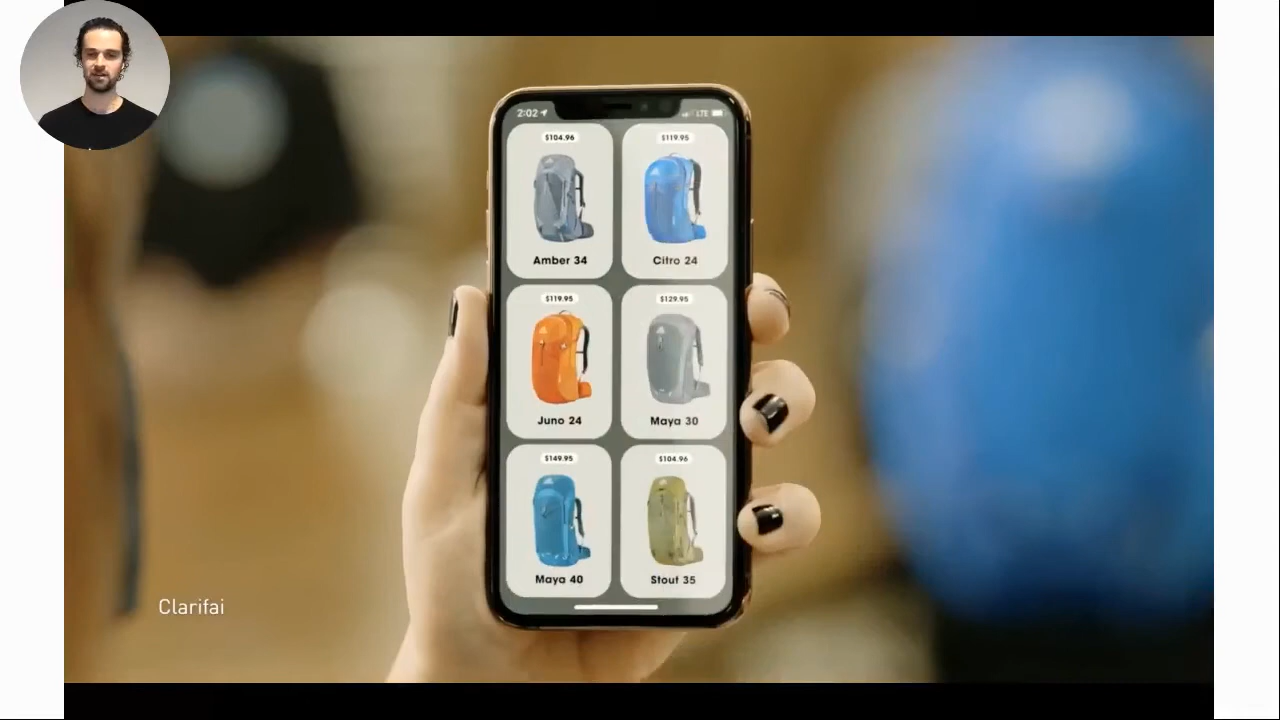 2:02 LTE
$104.96 $119.95
Amber 34 Citro 24
$119.95 $129.95
Juno 24 Maya 30
$149.95 $104.96
Maya 40 Stout 35
Clarifai